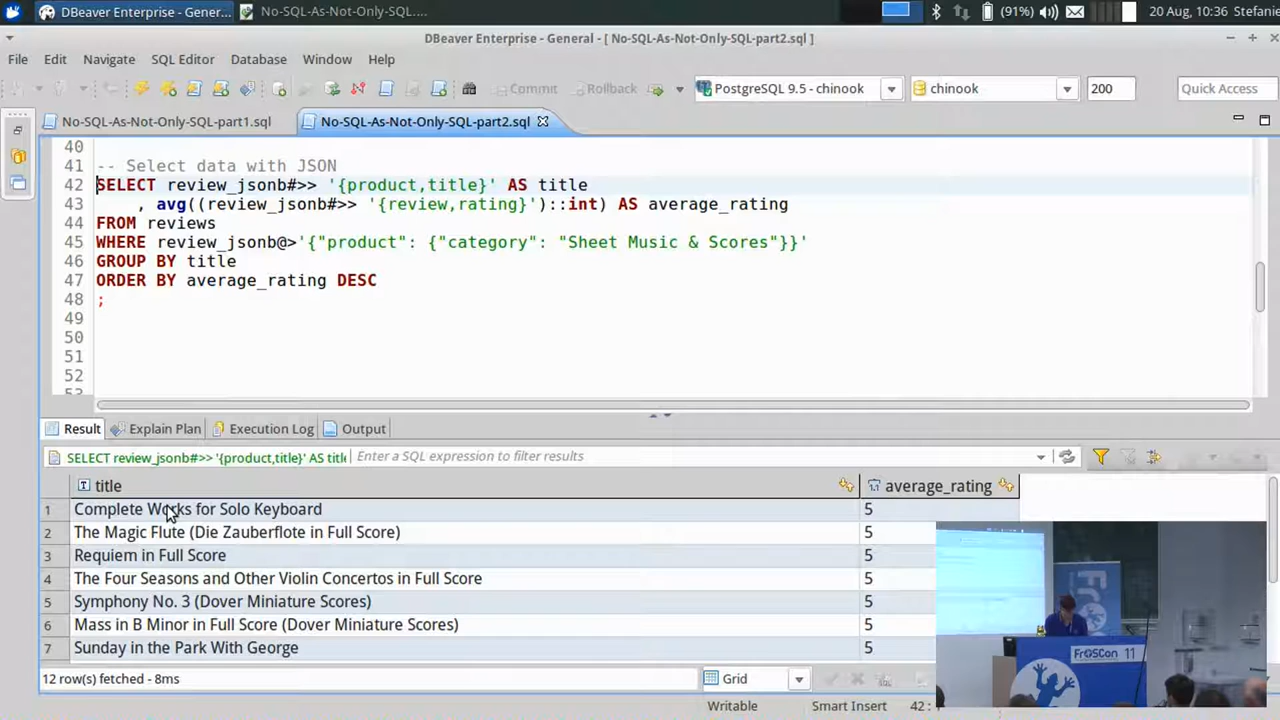 DBeaver Enterprise - Gener...
No-SQL-As-Not-Only-SQL....
(91%)
20 Aug, 10:36
Stefanie
DBeaver Enterprise - General - [ No-SQL-As-Not-Only-SQL-part2.sql ]
File Edit Navigate SQL Editor Database Window Help
Commit Rollback PostgreSQL 9.5 - chinook chinook 200 Quick Access
No-SQL-As-Not-Only-SQL-part1.sql No-SQL-As-Not-Only-SQL-part2.sql
40
41 -- Select data with JSON
42 SELECT review_jsonb#>> '{product,title}' AS title
43 , avg((review_jsonb#>> '{review,rating}')::int) AS average_rating
44 FROM reviews
45 WHERE review_jsonb@>'{"product": {"category": "Sheet Music & Scores"}}'
46 GROUP BY title
47 ORDER BY average_rating DESC
48 ;
49
50
51
52
53
Result Explain Plan Execution Log Output
SELECT review_jsonb#>> '{product,title}' AS title Enter a SQL expression to filter results
title average_rating
1 Complete Works for Solo Keyboard 5
2 The Magic Flute (Die Zauberflote in Full Score) 5
3 Requiem in Full Score 5
4 The Four Seasons and Other Violin Concertos in Full Score 5
5 Symphony No. 3 (Dover Miniature Scores) 5
6 Mass in B Minor in Full Score (Dover Miniature Scores) 5
7 Sunday in the Park With George 5
FrOSCon 11
12 row(s) fetched - 8ms Grid
Writable Smart Insert 42 :